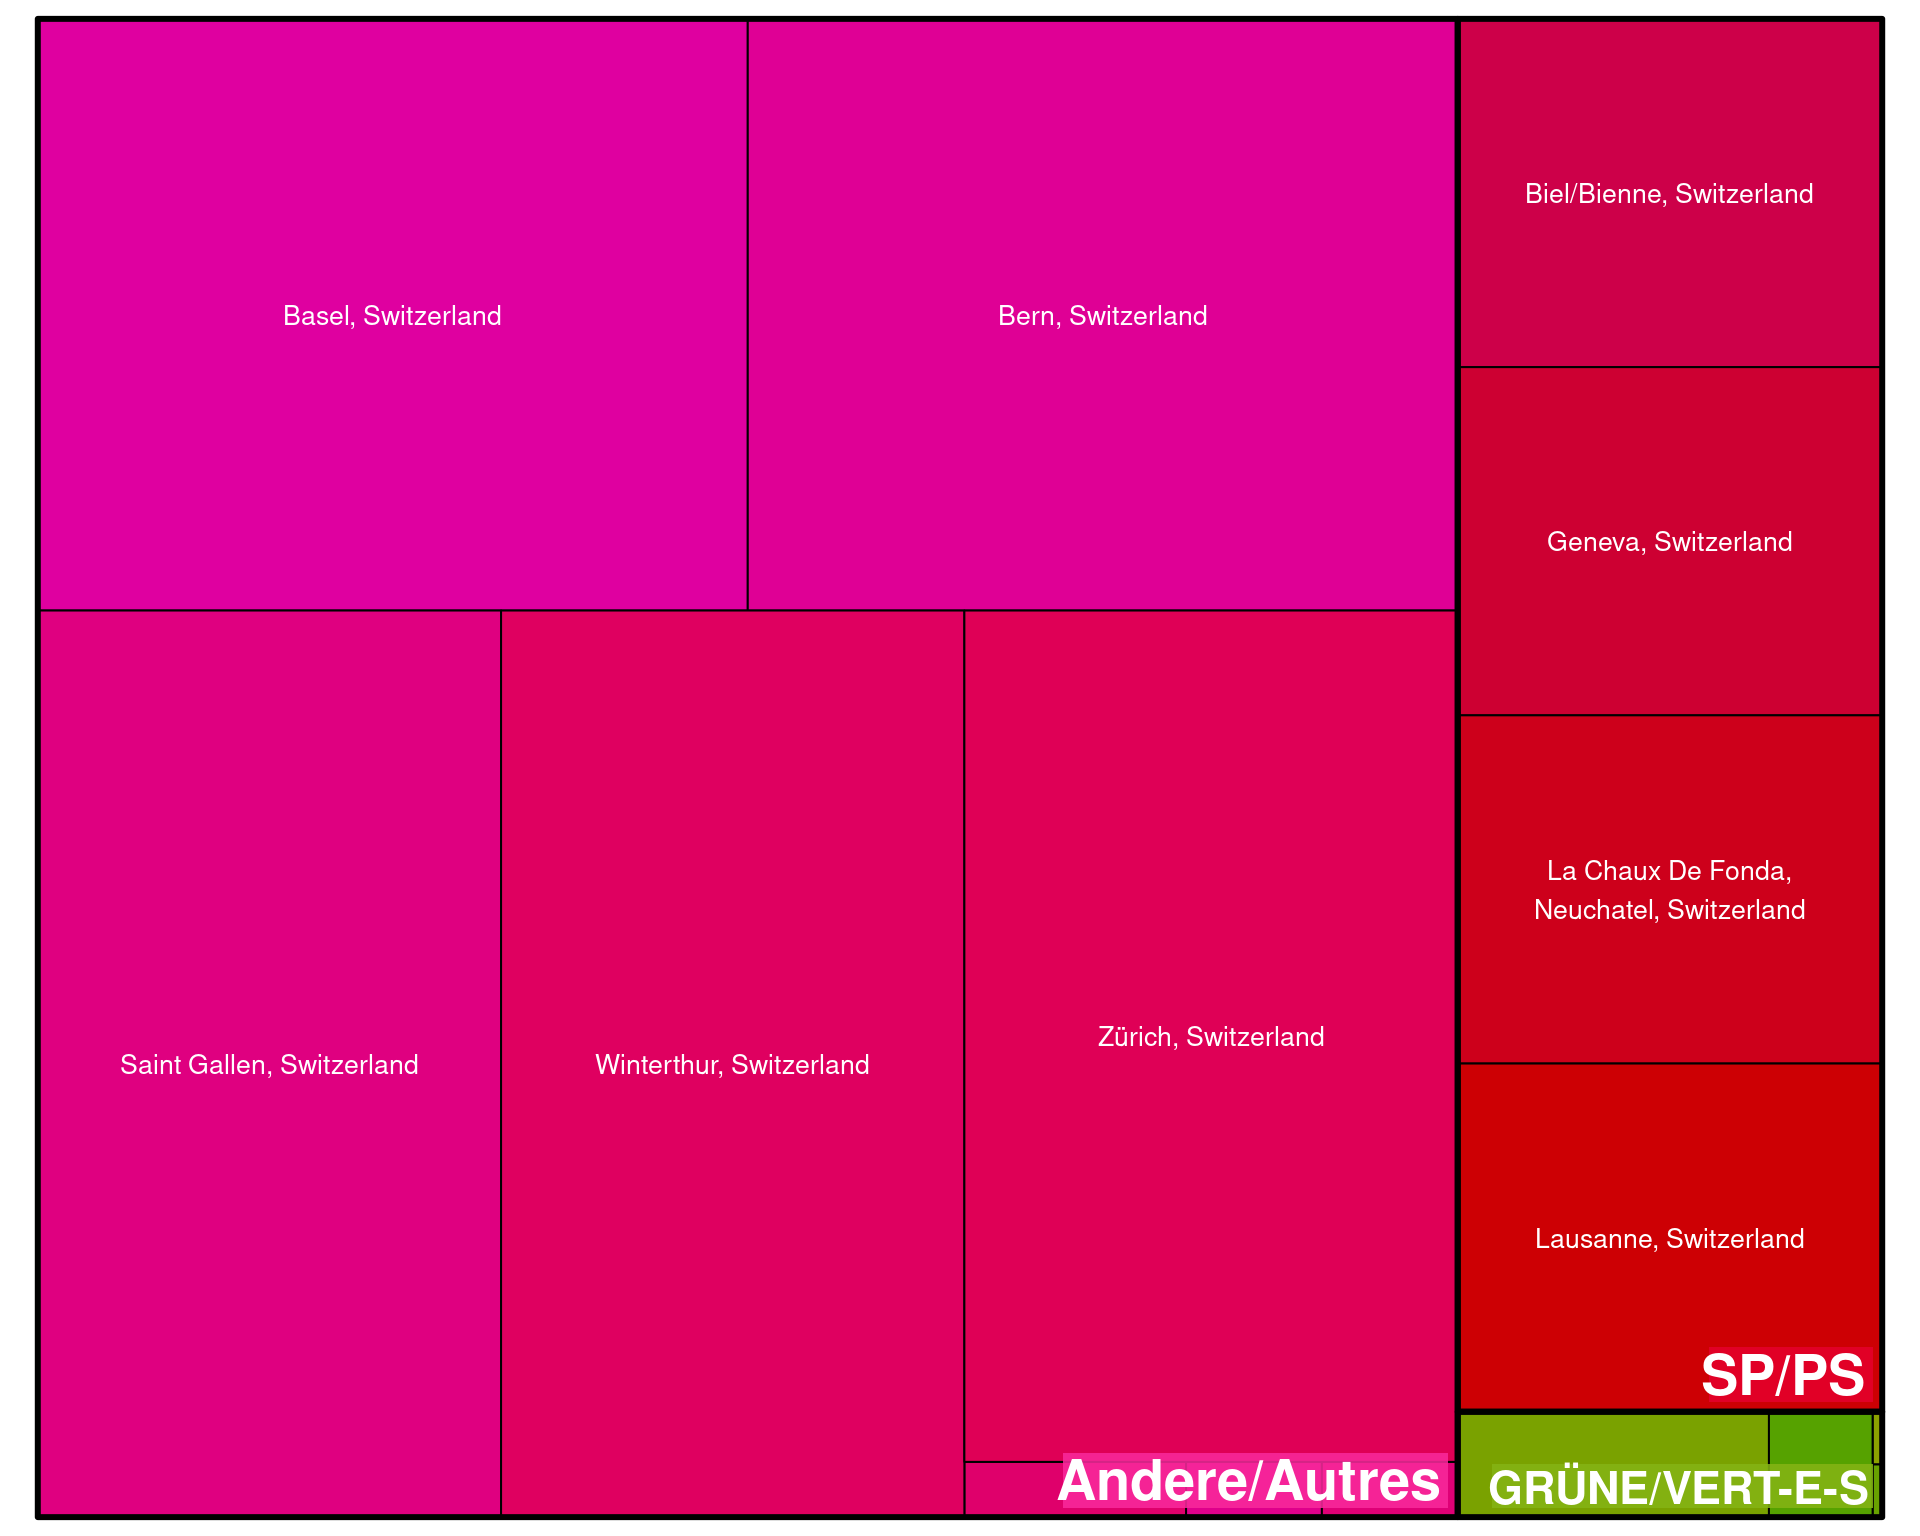 Basel, Switzerland
Bern, Switzerland
Biel/Bienne, Switzerland
Geneva, Switzerland
La Chaux De Fonda,
Neuchatel, Switzerland
Saint Gallen, Switzerland
Winterthur, Switzerland
Zürich, Switzerland
Lausanne, Switzerland
SP/PS
Andere/Autres
GRÜNE/VERT-E-S